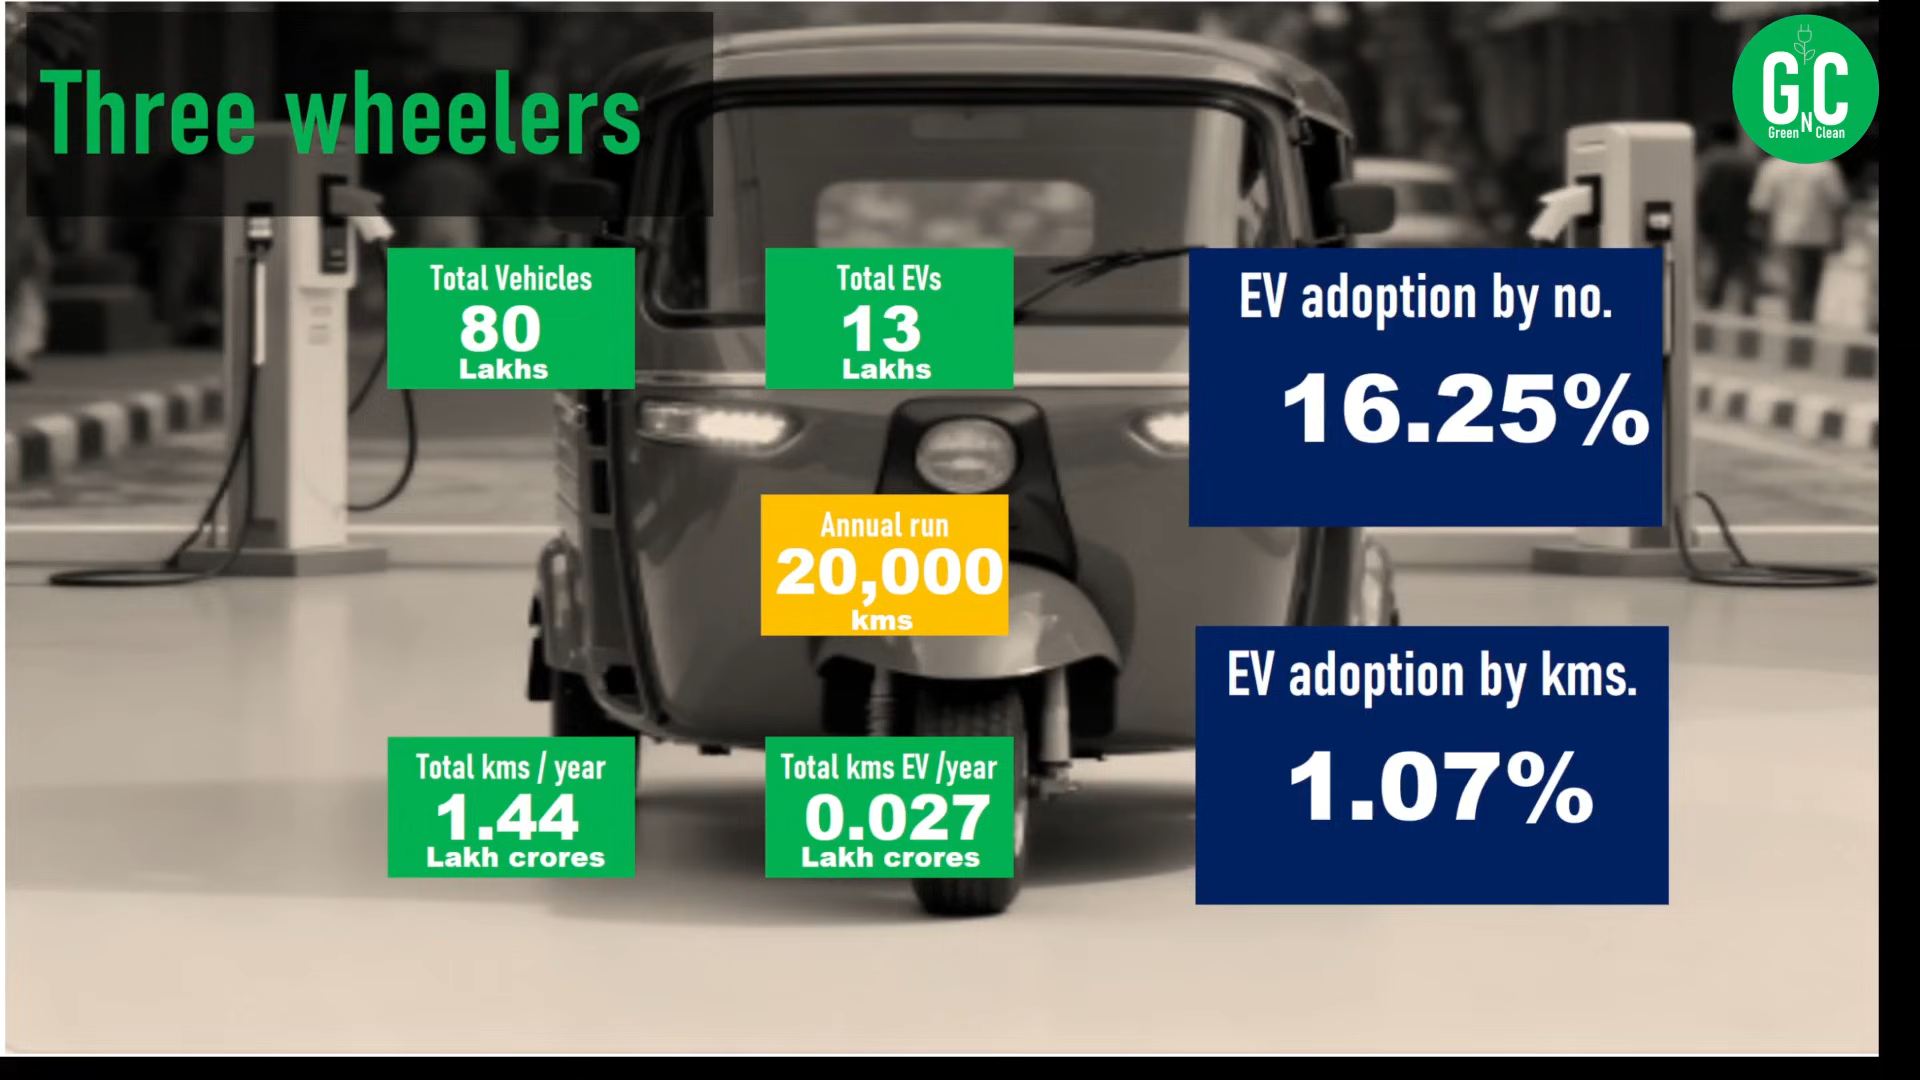 Three wheelers
GNC
Green Clean
Total Vehicles
80
Lakhs
Total EVs
13
Lakhs
EV adoption by no.
16.25%
Annual run
20,000
kms
EV adoption by kms.
1.07%
Total kms / year
1.44
Lakh crores
Total kms EV /year
0.027
Lakh crores